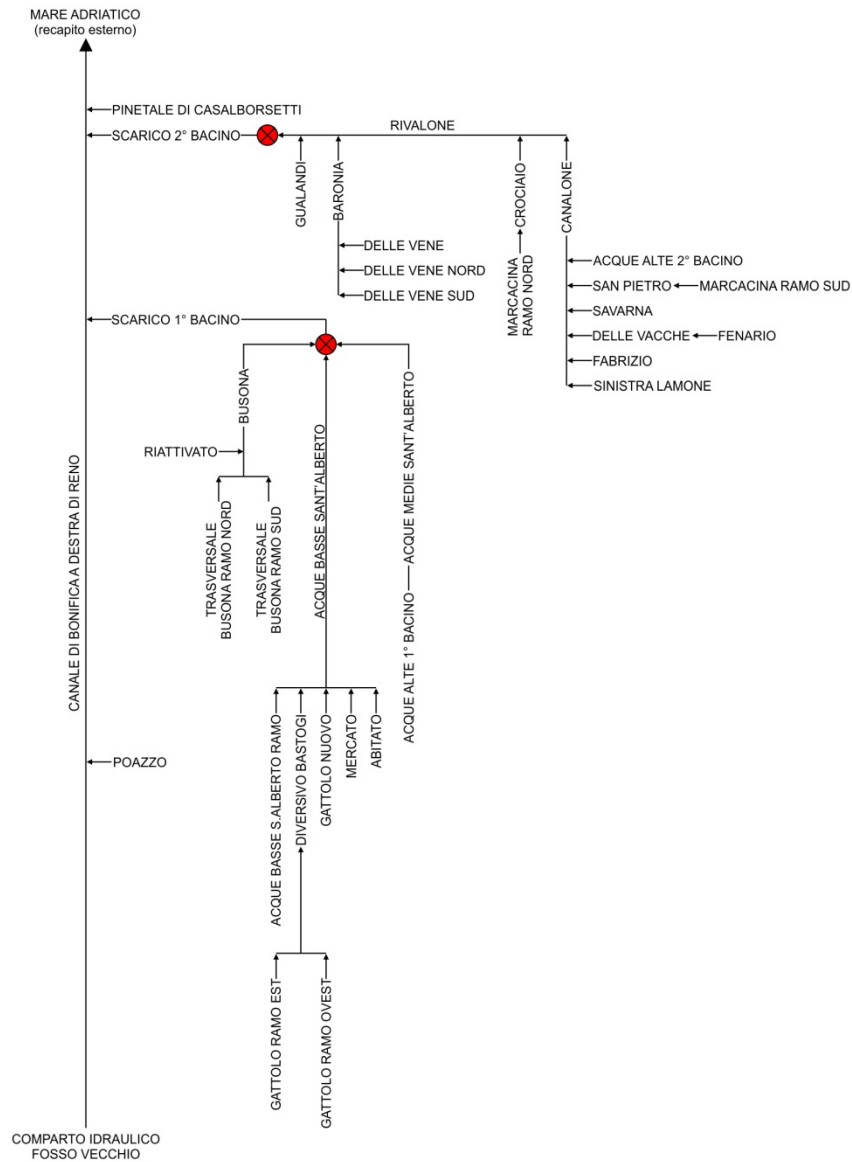 MARE ADRIATICO
(recapito esterno)
PINETALE DI CASALBORSETTI
SCARICO 2° BACINO
RIVALONE
GUALANDI
BARONIA
CROCIAIO
CANALONE
DELLE VENE
DELLE VENE NORD
DELLE VENE SUD
MARCACINA
RAMO NORD
ACQUE ALTE 2° BACINO
SAN PIETRO
MARCACINA RAMO SUD
SAVARNA
DELLE VACCHE
FENARIO
FABRIZIO
SINISTRA LAMONE
SCARICO 1° BACINO
BUSONA
RIATTIVATO
TRASVERSALE
BUSONA RAMO NORD
TRASVERSALE
BUSONA RAMO SUD
ACQUE BASSE SANT'ALBERTO
ACQUE MEDIE SANT'ALBERTO
ACQUE ALTE 1° BACINO
CANALE DI BONIFICA A DESTRA DI RENO
POAZZO
ACQUE BASSE S.ALBERTO RAMO
DIVERSIVO BASTOGI
GATTOLO NUOVO
MERCATO
ABITATO
GATTOLO RAMO EST
GATTOLO RAMO OVEST
COMPARTO IDRAULICO
FOSSO VECCHIO